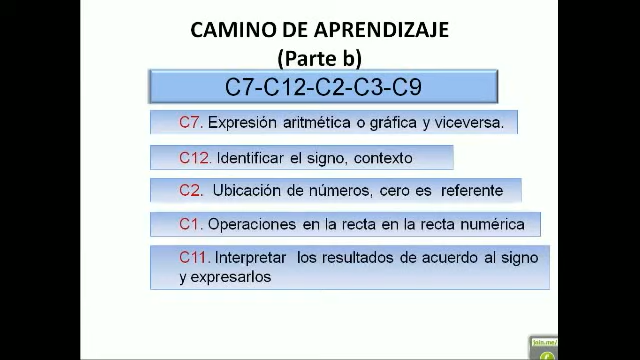 CAMINO DE APRENDIZAJE
(Parte b)
C7-C12-C2-C3-C9
C7. Expresión aritmética o gráfica y viceversa.
C12. Identificar el signo, contexto
C2. Ubicación de números, cero es referente
C1. Operaciones en la recta en la recta numérica
C11. Interpretar los resultados de acuerdo al signo
y expresarlos
join.me/